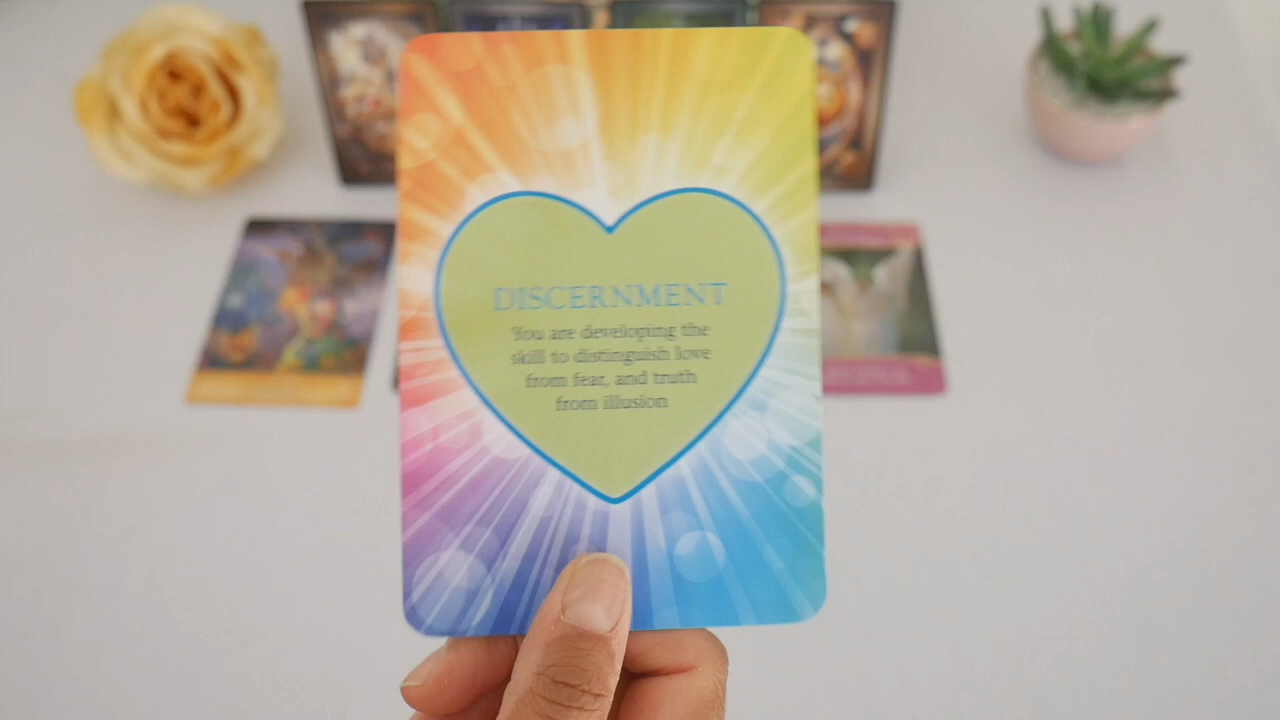 DISCERNMENT
You are developing the
skill to distinguish love
from fear, and truth
from illusion